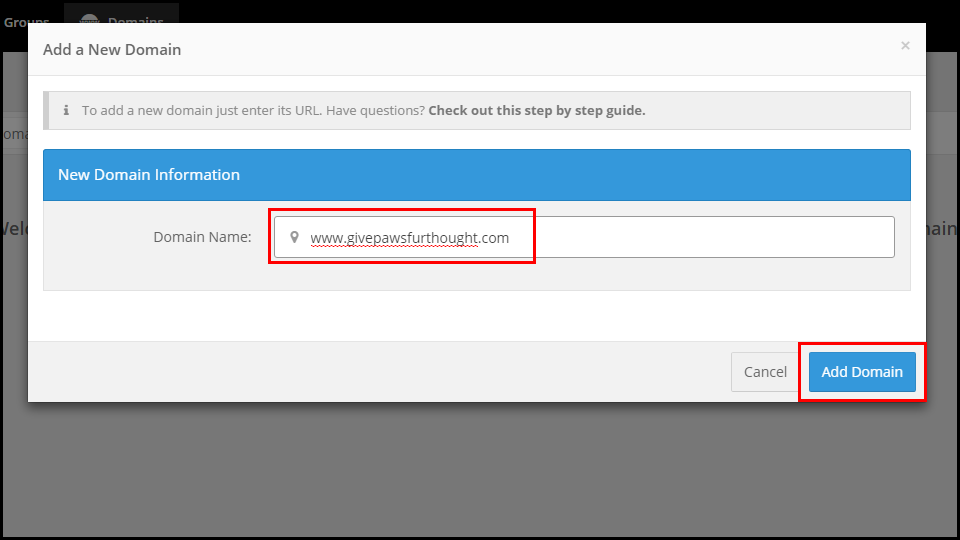 Groups Domains
Add a New Domain ×
To add a new domain just enter its URL. Have questions? Check out this step by step guide.
New Domain Information
Domain Name: www.givepawsfurthought.com
Cancel Add Domain